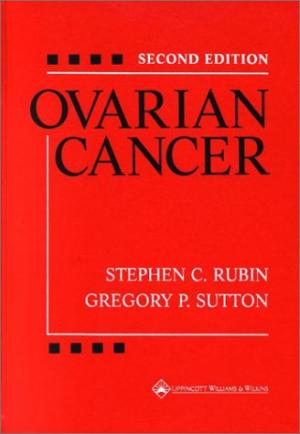 SECOND EDITION
OVARIAN
CANCER
STEPHEN C. RUBIN
GREGORY P. SUTTON
LIPPINCOTT WILLIAMS & WILKINS